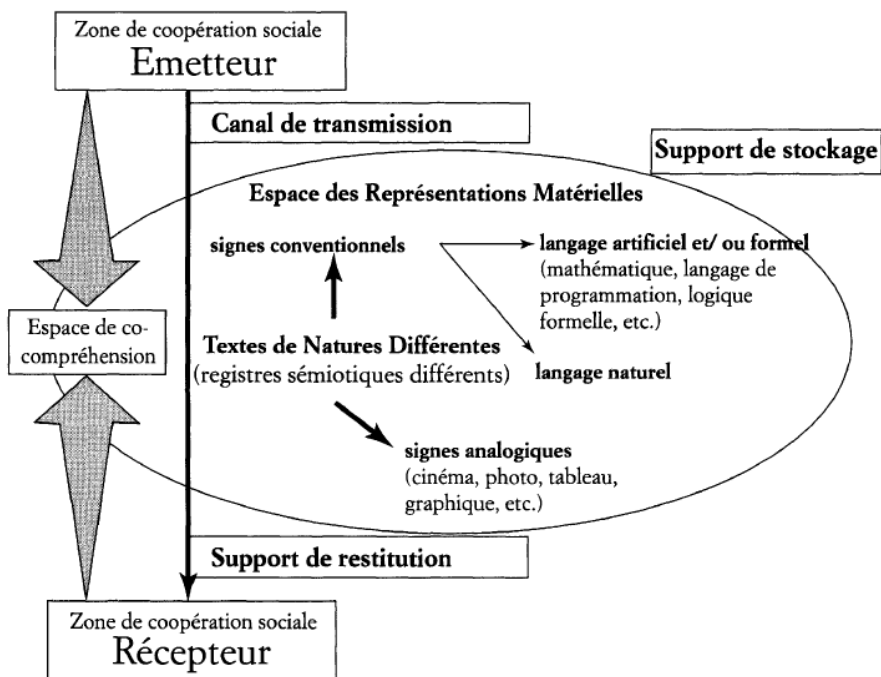 Zone de coopération sociale
Emetteur
Canal de transmission
Support de stockage
Espace des Représentations Matérielles
signes conventionnels
langage artificiel et/ ou formel
(mathématique, langage de
programmation, logique
formelle, etc.)
Espace de co-
compréhension
Textes de Natures Différentes
(registres sémiotiques différents)
langage naturel
signes analogiques
(cinéma, photo, tableau,
graphique, etc.)
Support de restitution
Zone de coopération sociale
Récepteur